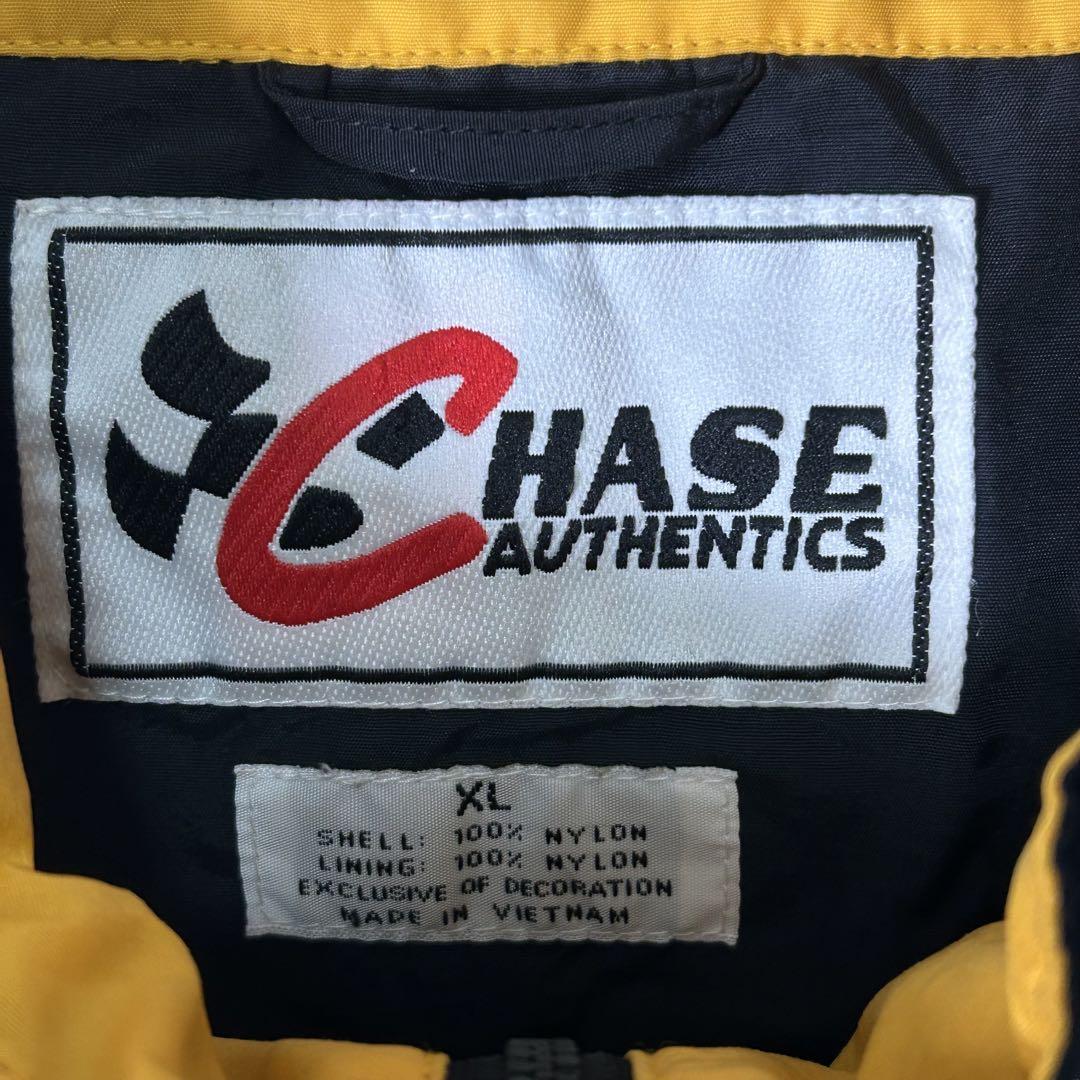 CHASE
AUTHENTICS
XL
SHELL: 100% NYLON
LINING: 100% NYLON
EXCLUSIVE OF DECORATION
MADE IN VIETNAM